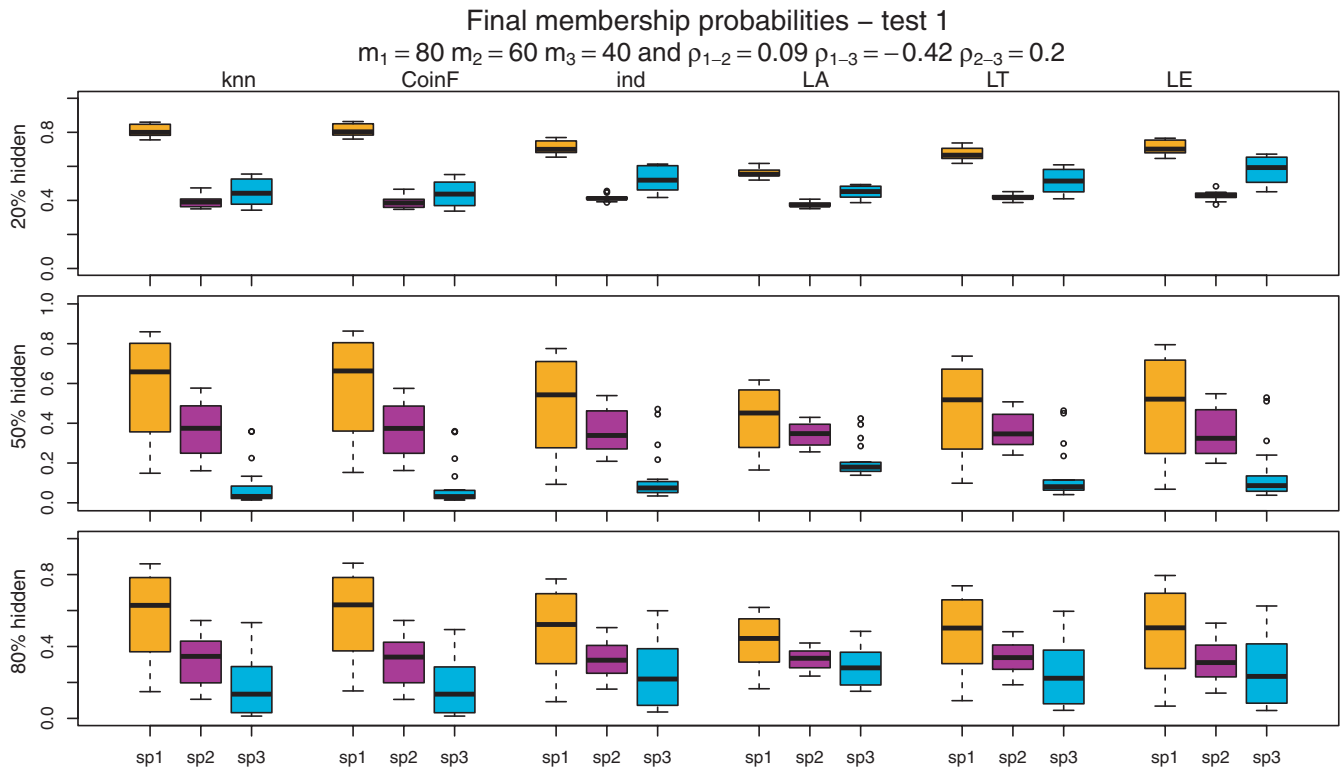 Final membership probabilities – test 1
m₁ = 80 m₂ = 60 m₃ = 40 and ρ₁₋₂ = 0.09 ρ₁₋₃ = −0.42 ρ₂₋₃ = 0.2
knn CoinF ind LA LT LE
20% hidden
0.8
0.4
0.0
50% hidden
1.0
0.8
0.6
0.4
0.2
0.0
80% hidden
0.8
0.4
0.0
sp1 sp2 sp3 sp1 sp2 sp3 sp1 sp2 sp3 sp1 sp2 sp3 sp1 sp2 sp3 sp1 sp2 sp3